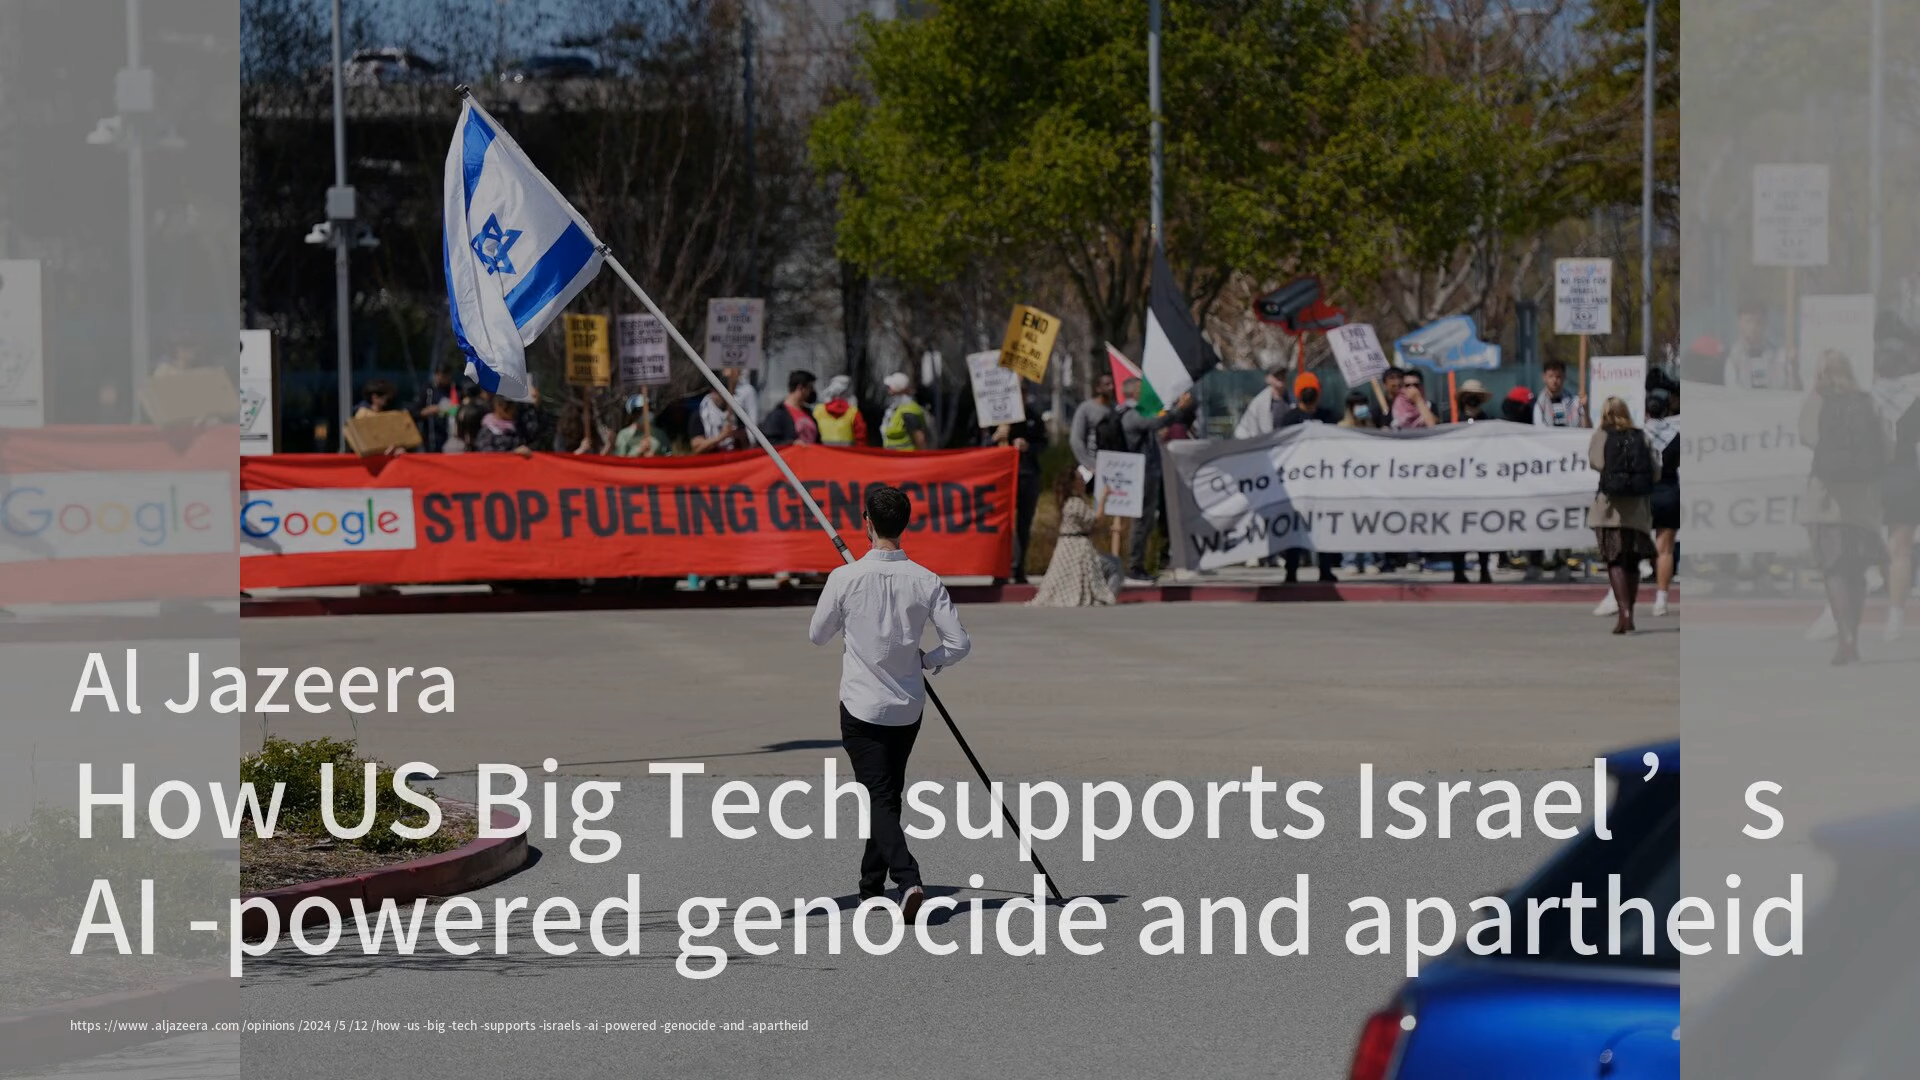 END
ALL
Human
Google STOP FUELING GENOCIDE
no tech for Israel's aparth
WE WON'T WORK FOR GEN
Al Jazeera
How US Big Tech supports Israel’s
AI -powered genocide and apartheid
https ://www .aljazeera .com /opinions /2024 /5 /12 /how -us -big -tech -supports -israels -ai -powered -genocide -and -apartheid